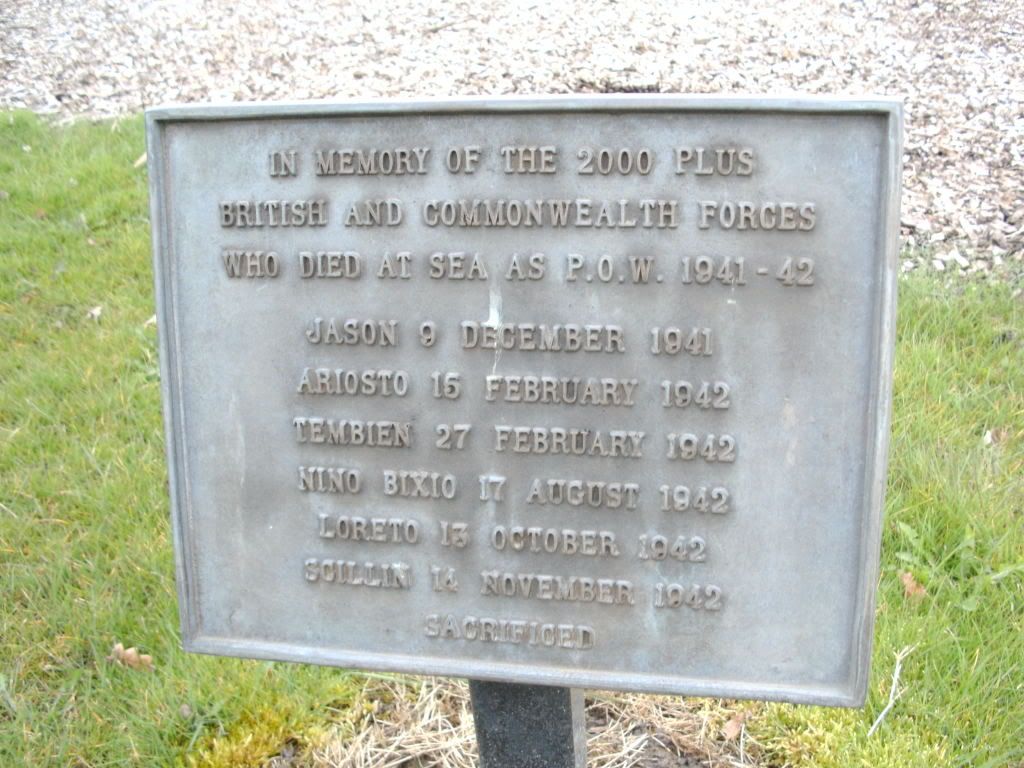 IN MEMORY OF THE 2000 PLUS
BRITISH AND COMMONWEALTH FORCES
WHO DIED AT SEA AS P.O.W. 1941-42
JASON 9 DECEMBER 1941
ARIOSTO 15 FEBRUARY 1942
TEMBIEN 27 FEBRUARY 1942
NINO BIXIO 17 AUGUST 1942
LORETO 13 OCTOBER 1942
SCILLIN 14 NOVEMBER 1942
SACRIFICED